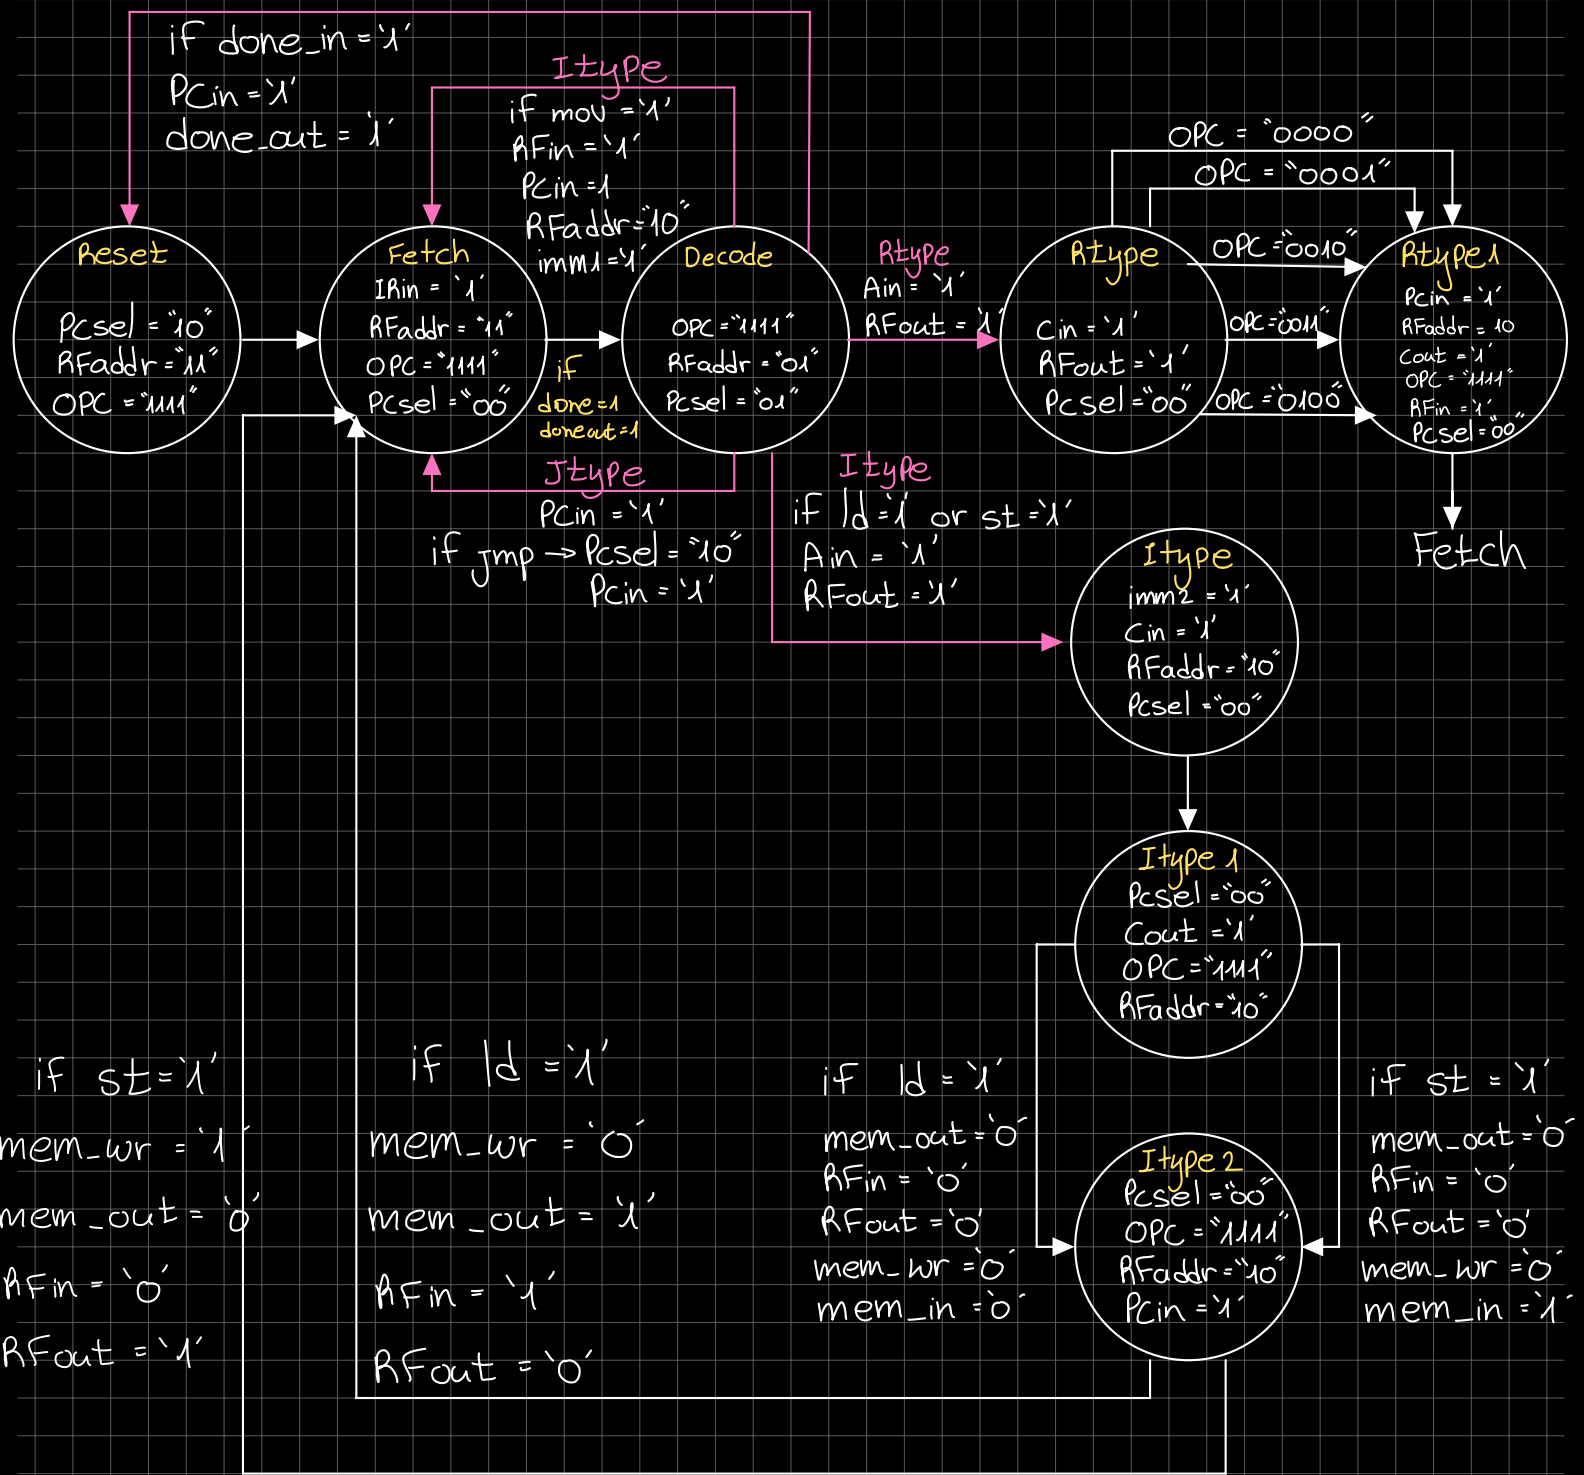 if done_in = '1'
PCin = '1'
done_out = '1'
Itype
if mov = '1'
RFin = '1'
PCin = 1
RFaddr = "10"
imm1 = '1'
OPC = "0000"
OPC = "0001"
Reset
PCsel = "10"
RFaddr = "11"
OPC = "1111"
Fetch
IRin = '1'
RFaddr = "11"
OPC = "1111"
PCsel = "00"
if
done = 1
doneout = 1
Decode
OPC = "1111"
RFaddr = "01"
PCsel = "01"
Rtype
Ain = '1'
RFout = '1'
Rtype
Cin = '1'
RFout = '1'
PCsel = "00"
OPC = "0010"
OPC = "0011"
OPC = "0100"
Rtype1
PCin = '1'
RFaddr = 10
Cout = '1'
OPC = "1111"
RFin = '1'
PCsel = "00"
Fetch
Jtype
PCin = '1'
if jmp → PCsel = "10"
PCin = '1'
Itype
if ld = '1' or st = '1'
Ain = '1'
RFout = '1'
Itype
imm2 = '1'
Cin = '1'
RFaddr = "10"
PCsel = "00"
Itype 1
PCsel = "00"
Cout = '1'
OPC = "1111"
RFaddr = "10"
if st = '1'
mem_wr = '1'
mem_out = '0'
RFin = '0'
RFout = '1'
if ld = '1'
mem_wr = '0'
mem_out = '1'
RFin = '1'
RFout = '0'
if ld = '1'
mem_out = '0'
RFin = '0'
RFout = '0'
mem_wr = '0'
mem_in = '0'
Itype 2
PCsel = "00"
OPC = "1111"
RFaddr = "10"
PCin = '1'
if st = '1'
mem_out = '0'
RFin = '0'
RFout = '0'
mem_wr = '0'
mem_in = '1'